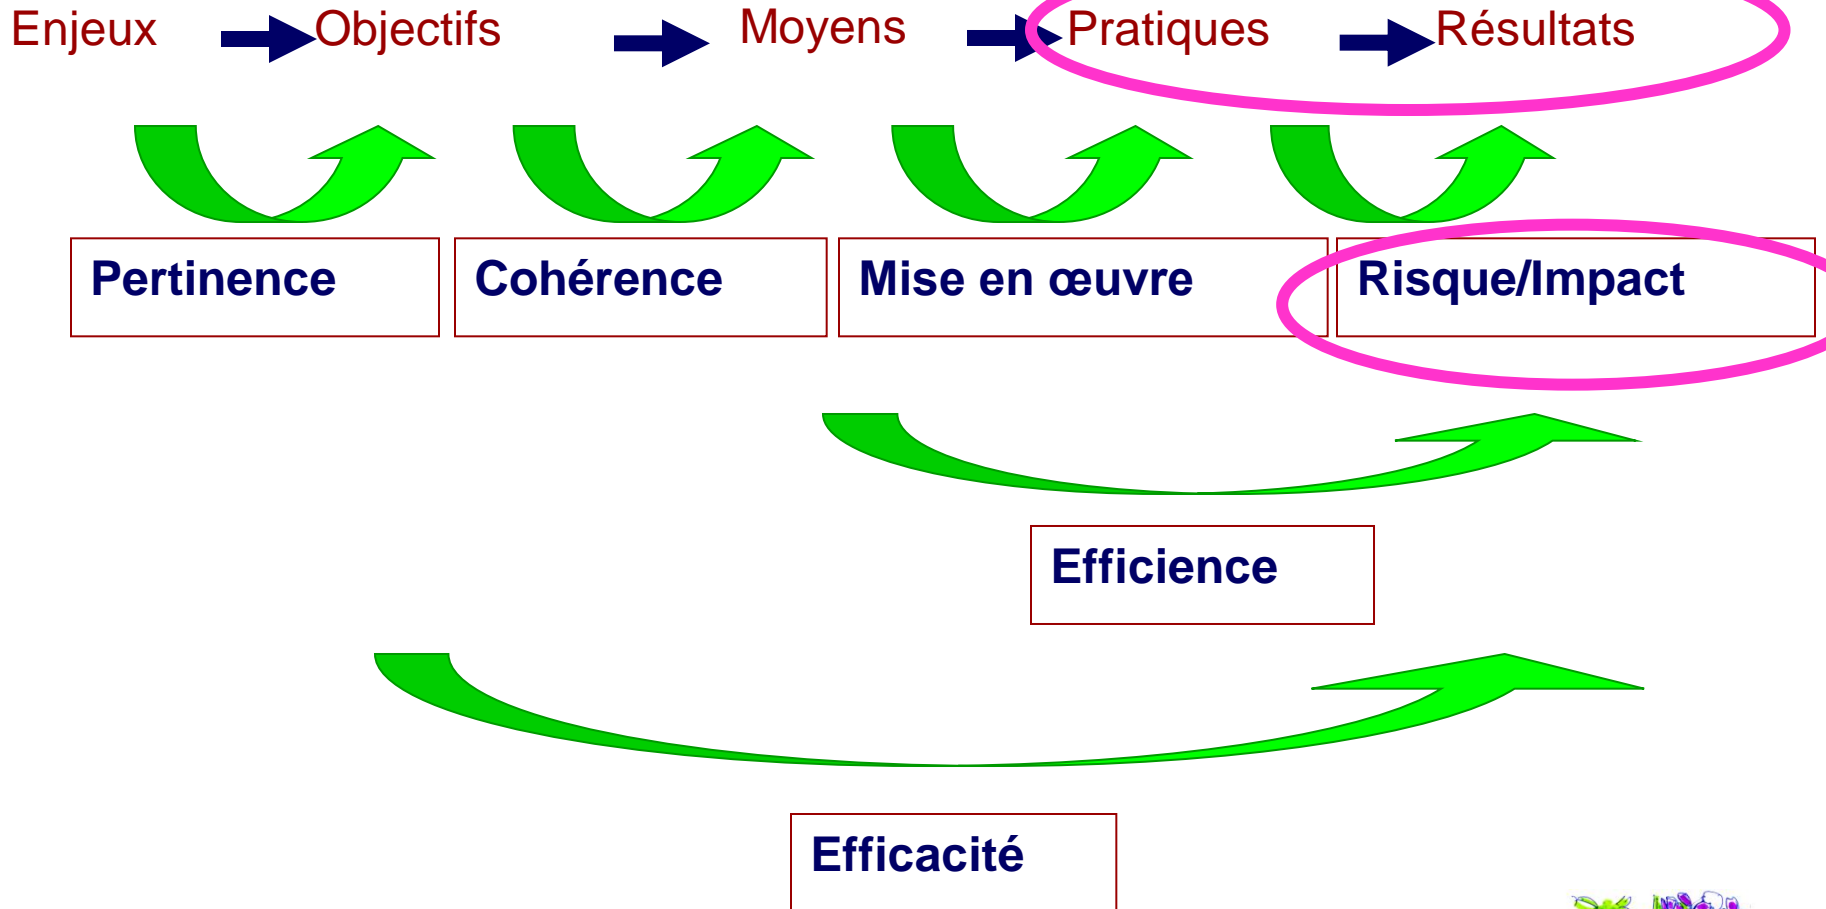 Enjeux Objectifs Moyens Pratiques Résultats
Pertinence Cohérence Mise en œuvre Risque/Impact
Efficience
Efficacité